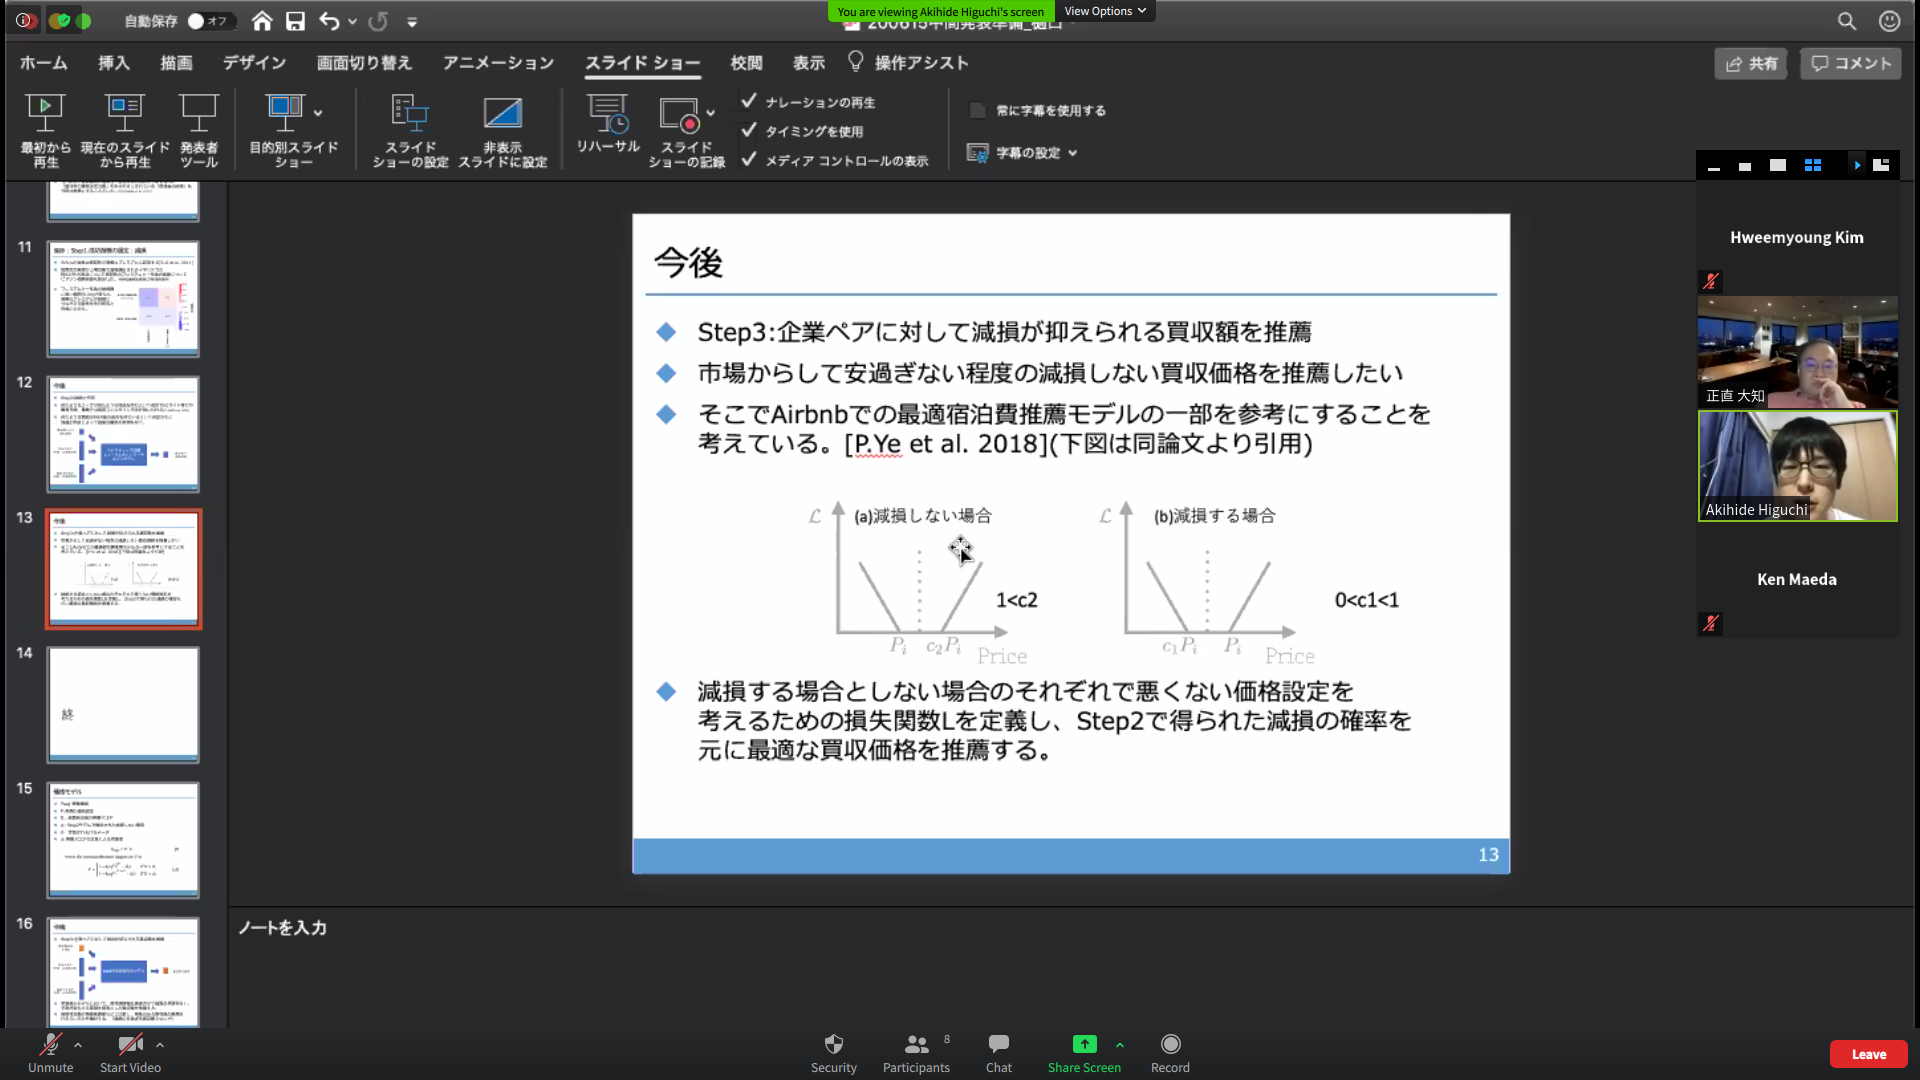 You are viewing Akihide Higuchi's screen
View Options
自動保存
オフ
200615中間発表準備_樋口
ホーム
挿入
描画
デザイン
画面切り替え
アニメーション
スライド ショー
校閲
表示
操作アシスト
共有
コメント
最初から
再生
現在のスライド
から再生
発表者
ツール
目的別スライド
ショー
スライド
ショーの設定
非表示
スライドに設定
リハーサル
スライド
ショーの記録
ナレーションの再生
タイミングを使用
メディア コントロールの表示
常に字幕を使用する
字幕の設定
11
12
今後
13
今後
14
終
15
16
今後
今後
Step3:企業ペアに対して減損が抑えられる買収額を推薦
市場からして安過ぎない程度の減損しない買収価格を推薦したい
そこでAirbnbでの最適宿泊費推薦モデルの一部を参考にすることを
考えている。[P.Ye et al. 2018](下図は同論文より引用)
ℒ
(a)減損しない場合
1<c2
Pi
c2Pi
Price
ℒ
(b)減損する場合
0<c1<1
c1Pi
Pi
Price
減損する場合としない場合のそれぞれで悪くない価格設定を
考えるための損失関数Lを定義し、Step2で得られた減損の確率を
元に最適な買収価格を推薦する。
13
ノートを入力
Hweemyoung Kim
正直 大知
Akihide Higuchi
Ken Maeda
Unmute
Start Video
Security
Participants
8
Chat
Share Screen
Record
Leave